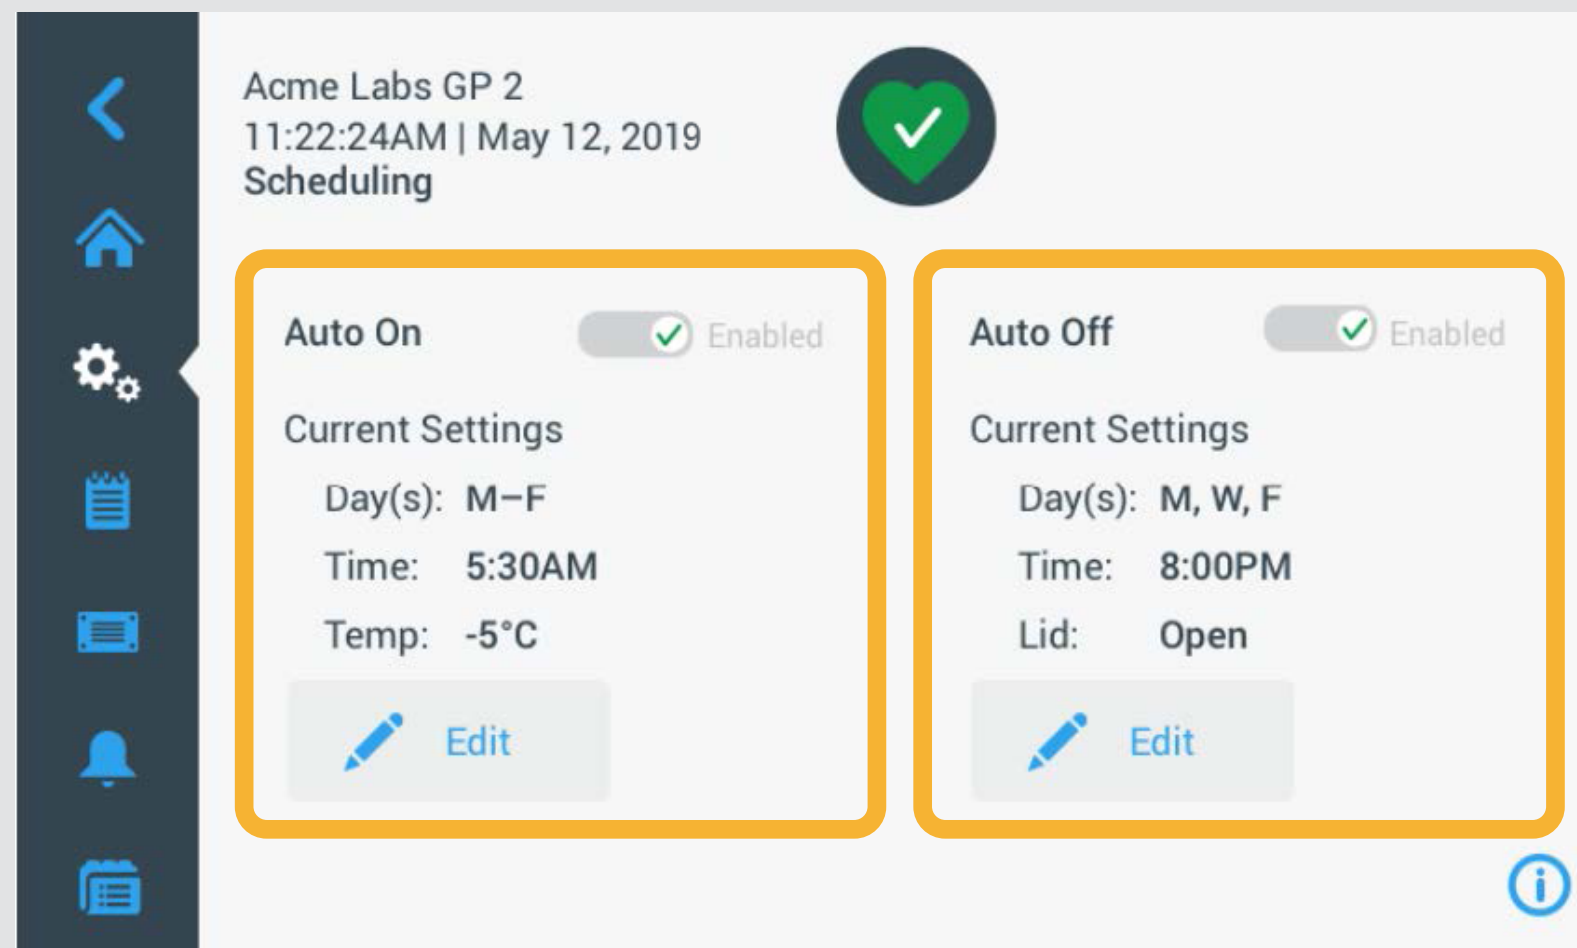 Acme Labs GP 2
11:22:24AM | May 12, 2019
Scheduling
Auto On
Enabled
Current Settings
Day(s): M–F
Time: 5:30AM
Temp: -5°C
Edit
Auto Off
Enabled
Current Settings
Day(s): M, W, F
Time: 8:00PM
Lid: Open
Edit